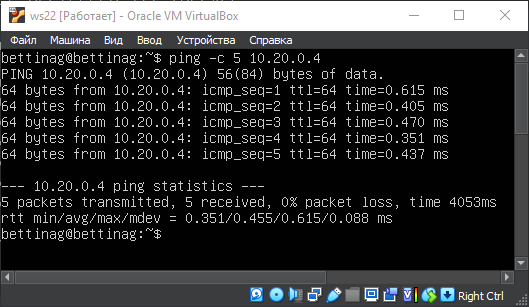 ws22 [Работает] - Oracle VM VirtualBox
Файл Машина Вид Ввод Устройства Справка
bettinag@bettinag:~$ ping -c 5 10.20.0.4
PING 10.20.0.4 (10.20.0.4) 56(84) bytes of data.
64 bytes from 10.20.0.4: icmp_seq=1 ttl=64 time=0.615 ms
64 bytes from 10.20.0.4: icmp_seq=2 ttl=64 time=0.405 ms
64 bytes from 10.20.0.4: icmp_seq=3 ttl=64 time=0.470 ms
64 bytes from 10.20.0.4: icmp_seq=4 ttl=64 time=0.351 ms
64 bytes from 10.20.0.4: icmp_seq=5 ttl=64 time=0.437 ms
--- 10.20.0.4 ping statistics ---
5 packets transmitted, 5 received, 0% packet loss, time 4053ms
rtt min/avg/max/mdev = 0.351/0.455/0.615/0.088 ms
bettinag@bettinag:~$
Right Ctrl